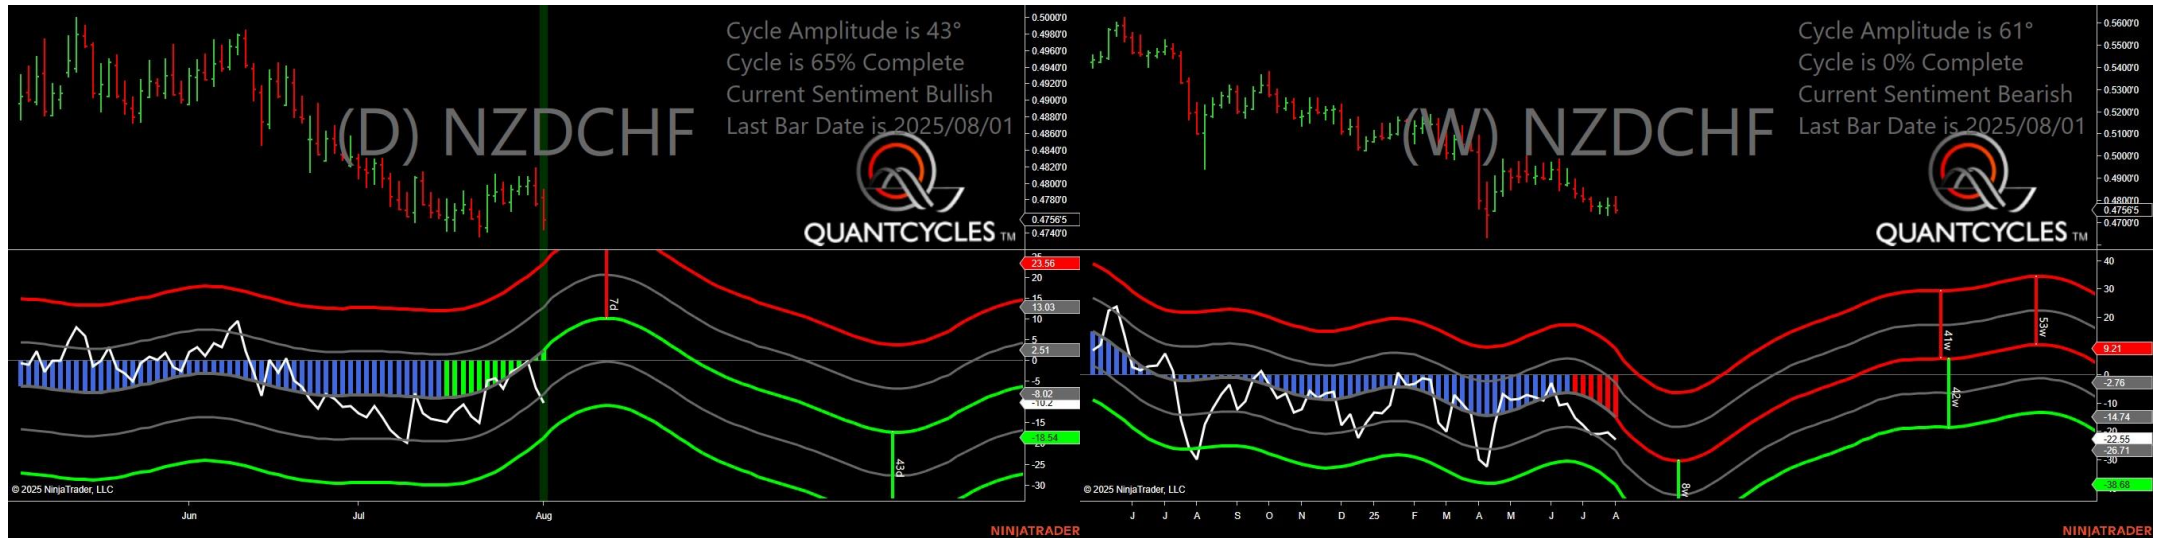 Cycle Amplitude is 43°
Cycle is 65% Complete
Current Sentiment Bullish
Last Bar Date is 2025/08/01
(D) NZDCHF
QUANTCYCLES TM
0.5000'0
0.4960'0
0.4940'0
0.4920'0
0.4900'0
0.4860'0
0.4840'0
0.4820'0
0.4800'0
0.4780'0
0.4756'5
0.4740'0
25
23.56
20
15
13.03
10
5
2.51
0
-5
-8.02
-10.2
-15
-18.54
-25
-30
7d
43d
© 2025 NinjaTrader, LLC
Jun
Jul
Aug
NINJATRADER
Cycle Amplitude is 61°
Cycle is 0% Complete
Current Sentiment Bearish
Last Bar Date is 2025/08/01
(W) NZDCHF
QUANTCYCLES TM
0.5600'0
0.5500'0
0.5400'0
0.5300'0
0.5200'0
0.5100'0
0.5000'0
0.4900'0
0.4800'0
0.4756'5
0.4700'0
40
30
20
9.21
0
-2.76
-10
-14.74
-20
-22.55
-26.71
-30
-38.68
41w
42w
53w
8w
© 2025 NinjaTrader, LLC
J J A S O N D 25 F M A M J J A
NINJATRADER